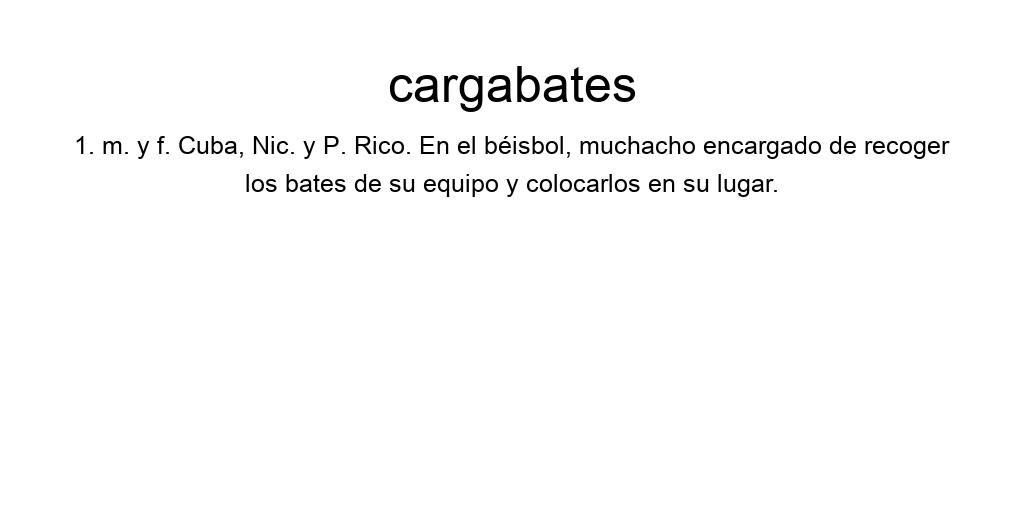 cargabates
1. m. y f. Cuba, Nic. y P. Rico. En el béisbol, muchacho encargado de recoger
los bates de su equipo y colocarlos en su lugar.